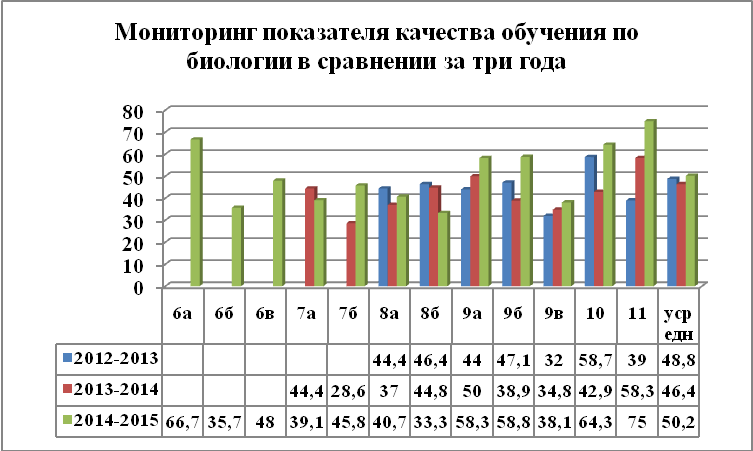 Мониторинг показателя качества обучения по
биологии в сравнении за три года
80
70
60
50
40
30
20
10
0
6а 6б 6в 7а 7б 8а 8б 9а 9б 9в 10 11 уср
едн
2012-2013 44,4 46,4 44 47,1 32 58,7 39 48,8
2013-2014 44,4 28,6 37 44,8 50 38,9 34,8 42,9 58,3 46,4
2014-2015 66,7 35,7 48 39,1 45,8 40,7 33,3 58,3 58,8 38,1 64,3 75 50,2